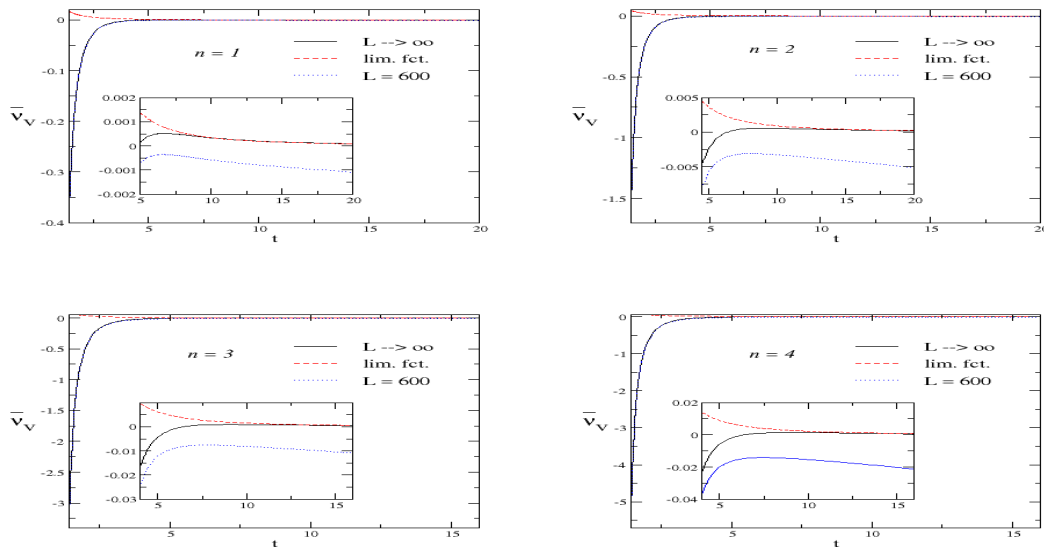 0
-0.1
-0.2
-0.3
-0.4
ν̅V
n = 1
L --> oo
lim. fct.
L = 600
0.002
0.001
0
-0.001
-0.002
5 10 15 20
5 10 15 20
t
0
-0.5
-1
-1.5
ν̅V
n = 2
L --> oo
lim. fct.
L = 600
0.005
0
-0.005
5 10 15 20
5 10 15 20
t
0
-0.5
-1
-1.5
-2
-2.5
-3
ν̅V
n = 3
L --> oo
lim. fct.
L = 600
0
-0.01
-0.02
-0.03
5 10 15
5 10 15
t
0
-1
-2
-3
-4
-5
ν̅V
n = 4
L --> oo
lim. fct.
L = 600
0.02
0
-0.02
-0.04
5 10 15
5 10 15
t